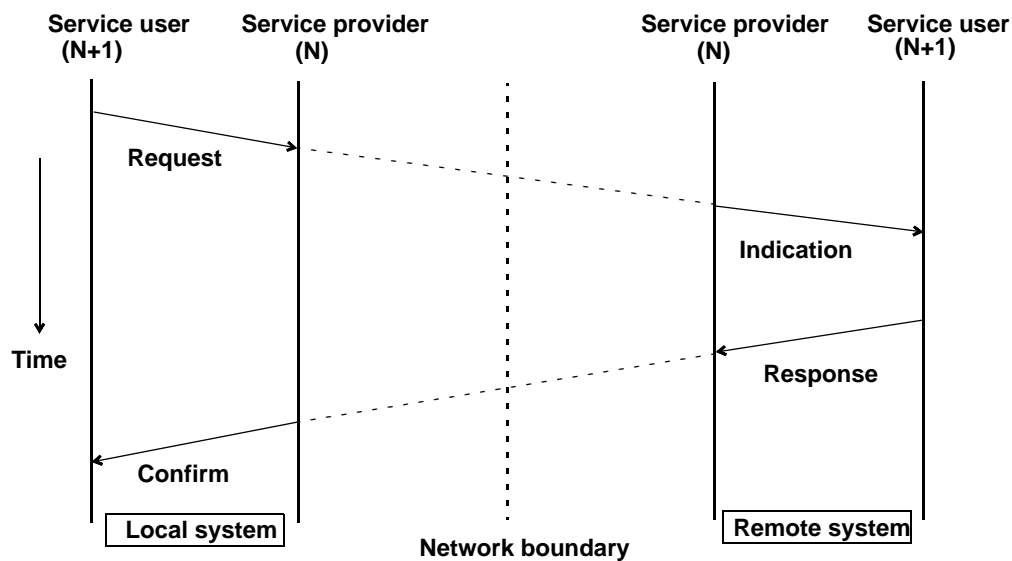 Service user
(N+1)
Service provider
(N)
Service provider
(N)
Service user
(N+1)
Request
Indication
Time
Response
Confirm
Local system
Remote system
Network boundary